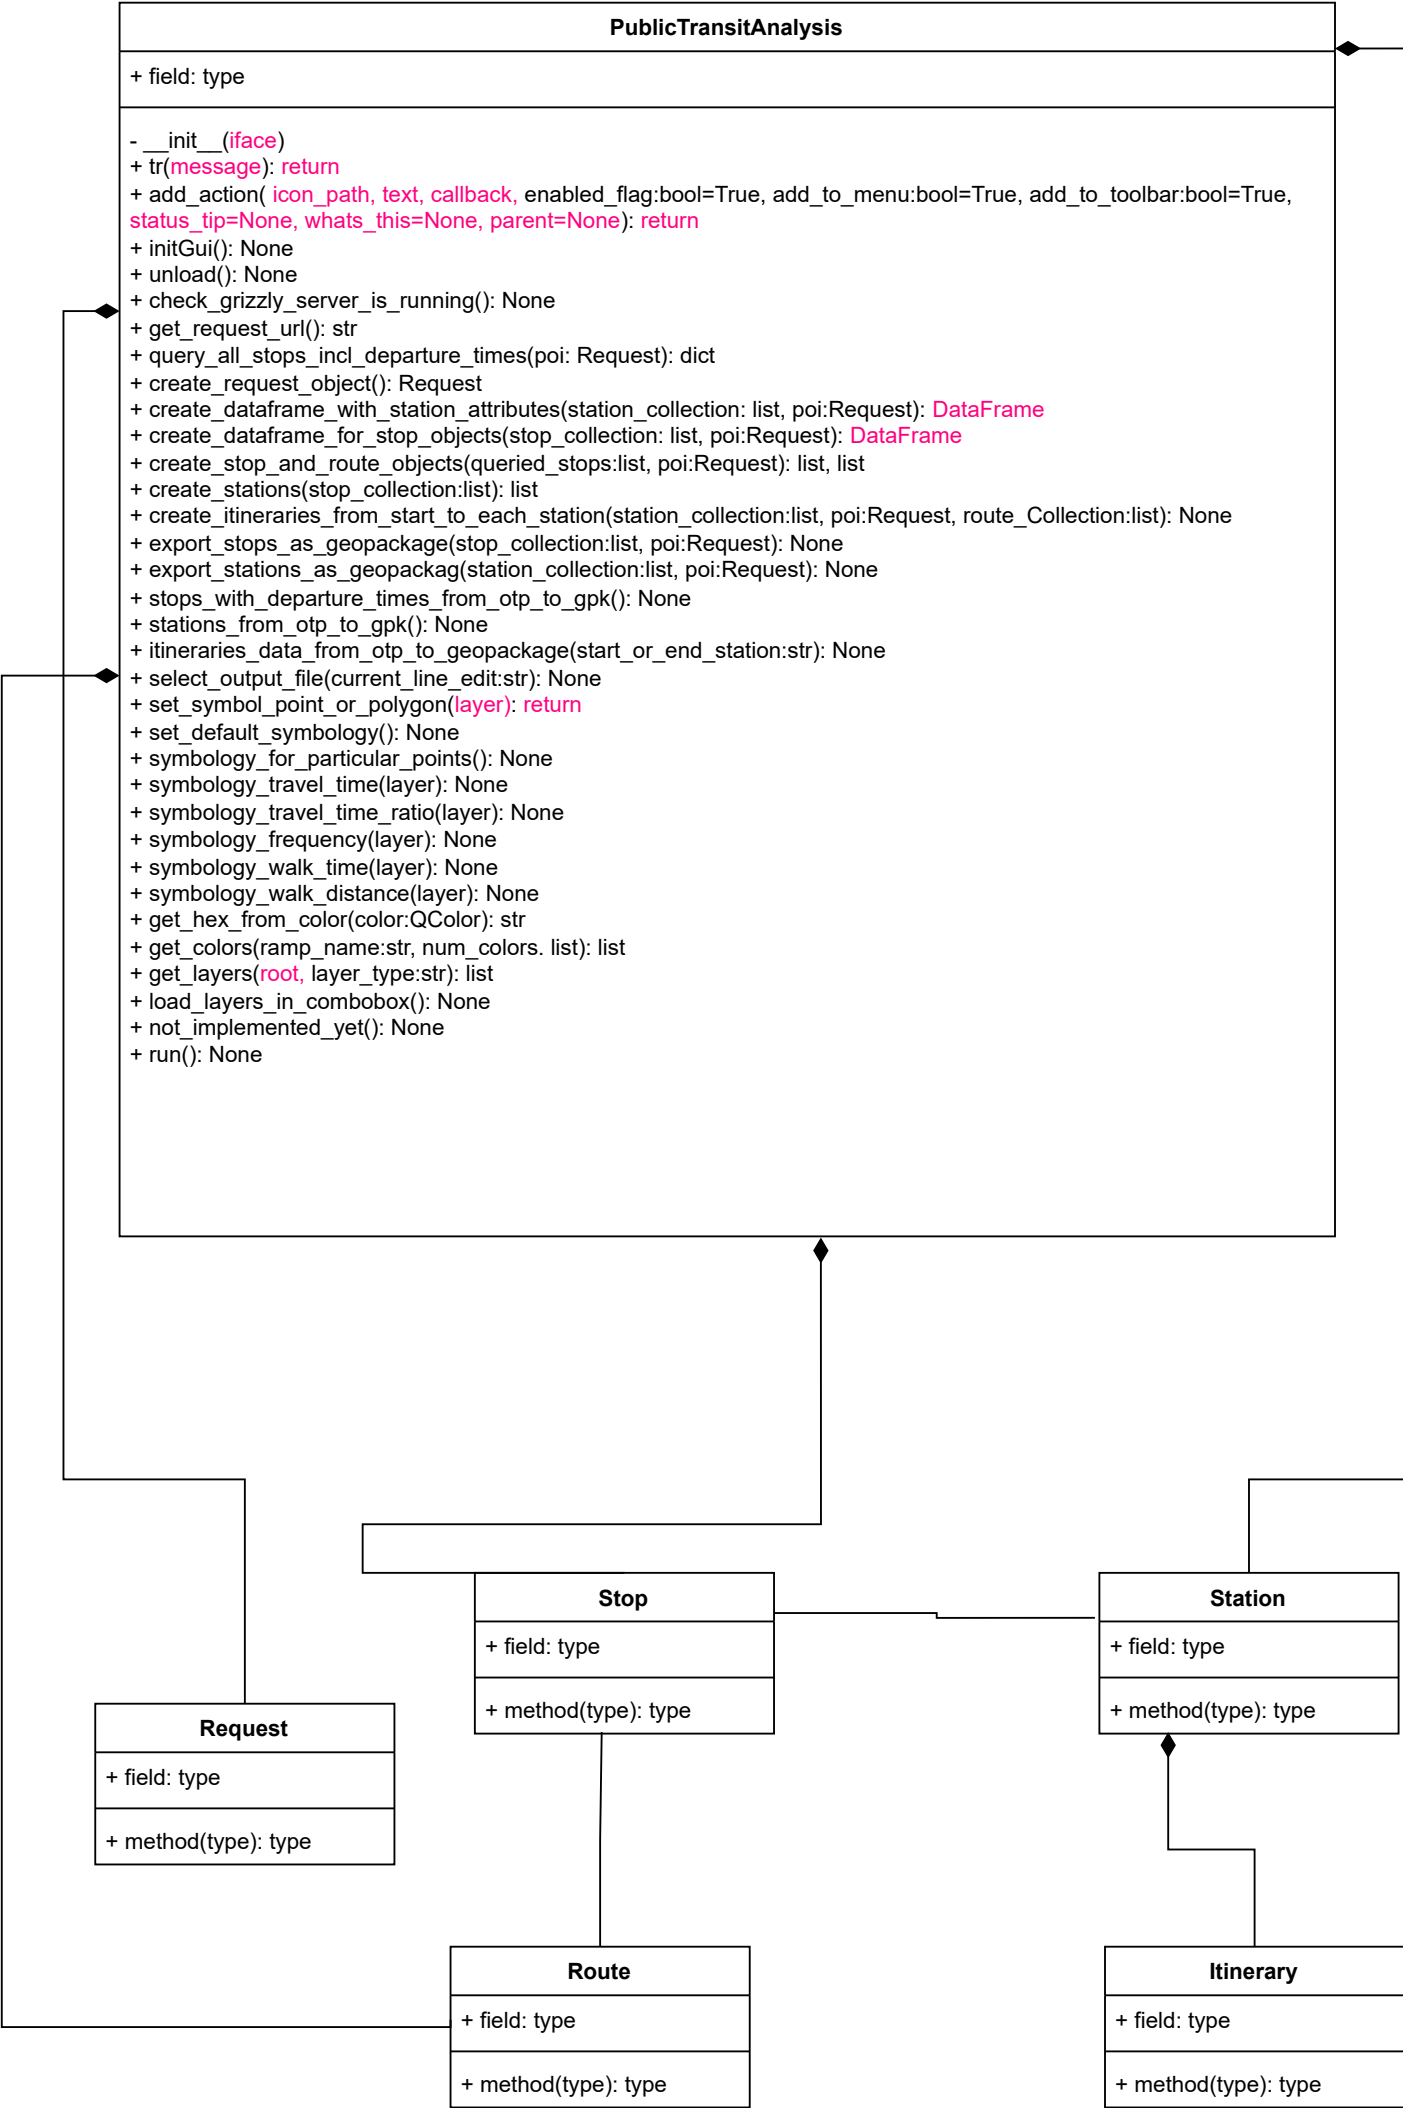 PublicTransitAnalysis
+ field: type
- __init__(iface)
+ tr(message): return
+ add_action( icon_path, text, callback, enabled_flag:bool=True, add_to_menu:bool=True, add_to_toolbar:bool=True,
status_tip=None, whats_this=None, parent=None): return
+ initGui(): None
+ unload(): None
+ check_grizzly_server_is_running(): None
+ get_request_url(): str
+ query_all_stops_incl_departure_times(poi: Request): dict
+ create_request_object(): Request
+ create_dataframe_with_station_attributes(station_collection: list, poi:Request): DataFrame
+ create_dataframe_for_stop_objects(stop_collection: list, poi:Request): DataFrame
+ create_stop_and_route_objects(queried_stops:list, poi:Request): list, list
+ create_stations(stop_collection:list): list
+ create_itineraries_from_start_to_each_station(station_collection:list, poi:Request, route_Collection:list): None
+ export_stops_as_geopackage(stop_collection:list, poi:Request): None
+ export_stations_as_geopackag(station_collection:list, poi:Request): None
+ stops_with_departure_times_from_otp_to_gpk(): None
+ stations_from_otp_to_gpk(): None
+ itineraries_data_from_otp_to_geopackage(start_or_end_station:str): None
+ select_output_file(current_line_edit:str): None
+ set_symbol_point_or_polygon(layer): return
+ set_default_symbology(): None
+ symbology_for_particular_points(): None
+ symbology_travel_time(layer): None
+ symbology_travel_time_ratio(layer): None
+ symbology_frequency(layer): None
+ symbology_walk_time(layer): None
+ symbology_walk_distance(layer): None
+ get_hex_from_color(color:QColor): str
+ get_colors(ramp_name:str, num_colors. list): list
+ get_layers(root, layer_type:str): list
+ load_layers_in_combobox(): None
+ not_implemented_yet(): None
+ run(): None
Stop
+ field: type
+ method(type): type
Station
+ field: type
+ method(type): type
Request
+ field: type
+ method(type): type
Route
+ field: type
+ method(type): type
Itinerary
+ field: type
+ method(type): type